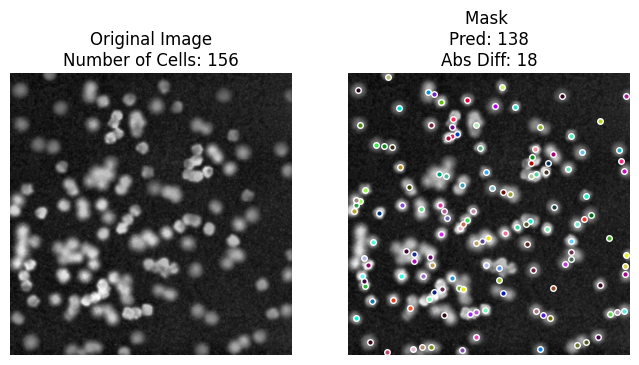 Original Image
Number of Cells: 156
Mask
Pred: 138
Abs Diff: 18